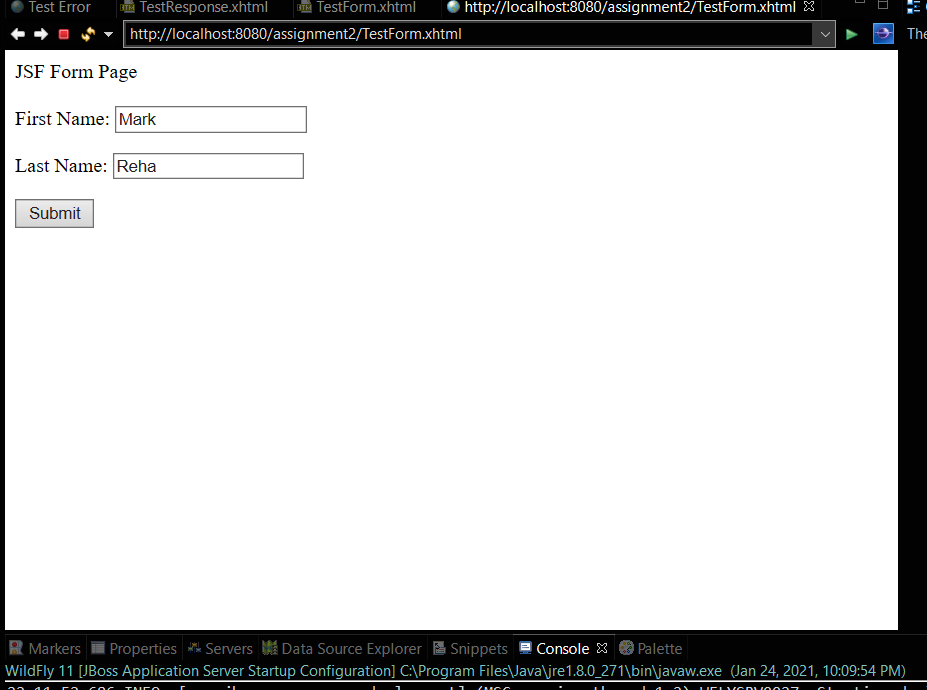 Test Error TestResponse.xhtml TestForm.xhtml http://localhost:8080/assignment2/TestForm.xhtml
http://localhost:8080/assignment2/TestForm.xhtml The
JSF Form Page
First Name: Mark
Last Name: Reha
Submit
Markers Properties Servers Data Source Explorer Snippets Console Palette
WildFly 11 [JBoss Application Server Startup Configuration] C:\Program Files\Java\jre1.8.0_271\bin\javaw.exe (Jan 24, 2021, 10:09:54 PM)